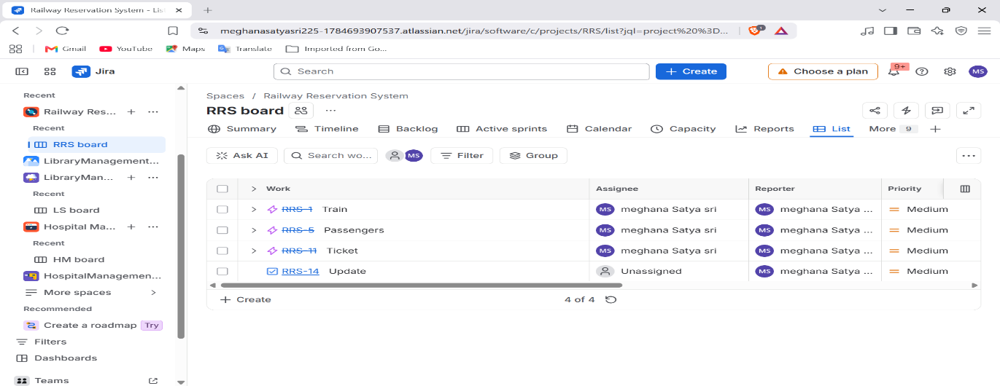 Railway Reservation System - Lis
meghanasatyasri225-1784693907537.atlassian.net/jira/software/c/projects/RRS/list?jql=project%20%3D...
1
Gmail YouTube Maps Translate Imported from Go...
Jira
Search
Create
Choose a plan
9+
MS
Recent
Railway Res...
Recent
RRS board
LibraryManagement...
LibraryMan...
Recent
LS board
Hospital Ma...
Recent
HM board
HospitalManagemen...
More spaces
Recommended
Create a roadmap Try
Filters
Dashboards
Teams
Spaces / Railway Reservation System
RRS board
Summary Timeline Backlog Active sprints Calendar Capacity Reports List More 9
Ask AI Search wo... MS Filter Group
Work Assignee Reporter Priority
RRS-1 Train MS meghana Satya sri MS meghana Satya ... Medium
RRS-5 Passengers MS meghana Satya sri MS meghana Satya ... Medium
RRS-11 Ticket MS meghana Satya sri MS meghana Satya ... Medium
RRS-14 Update Unassigned MS meghana Satya ... Medium
Create 4 of 4